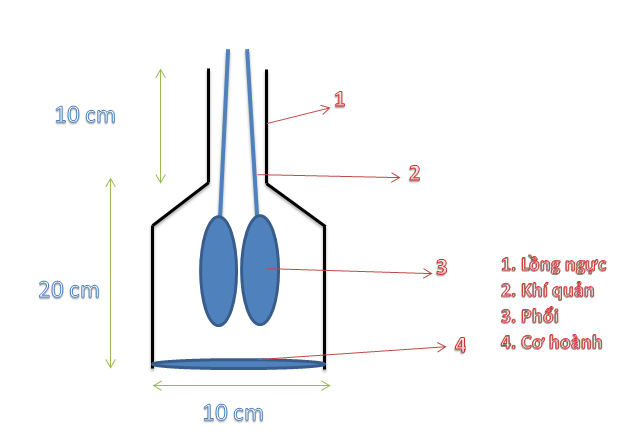 1
10 cm
2
3
20 cm
4
10 cm
1. Lồng ngực
2. Khí quản
3. Phổi
4. Cơ hoành